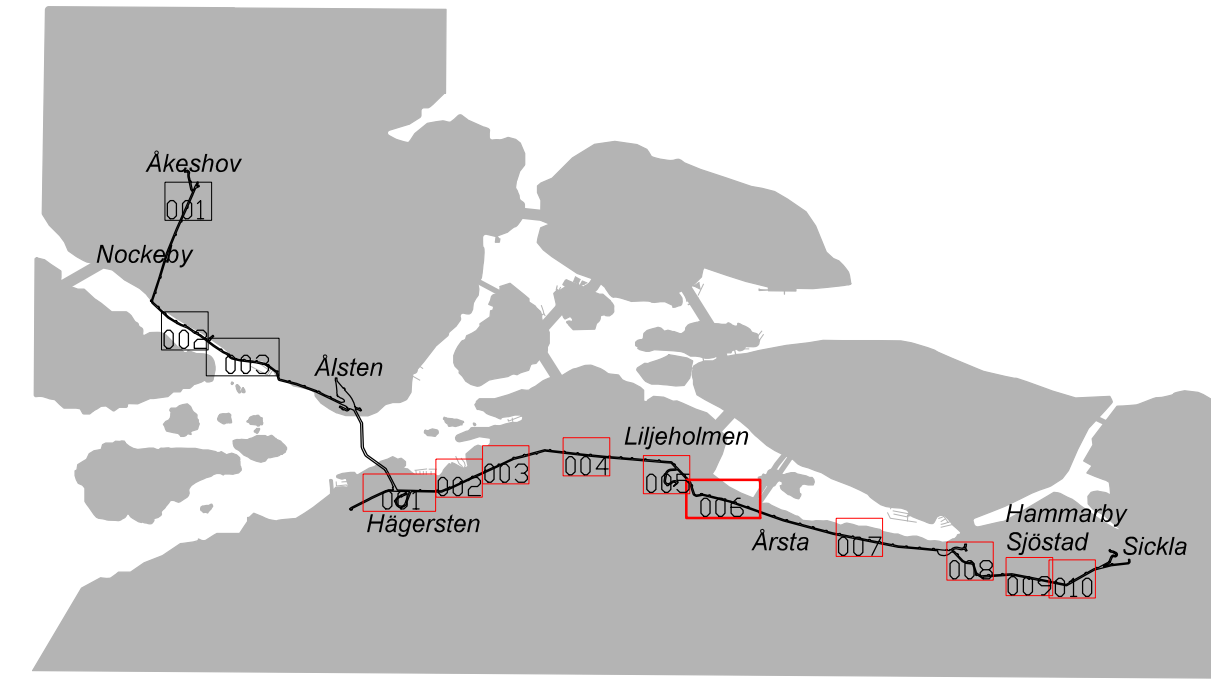 Åkeshov
001
Nockeby
002
003
Ålsten
Liljeholmen
003
004
005
002
001
006
Hägersten
Årsta
007
Hammarby
Sjöstad
Sickla
008
009
010